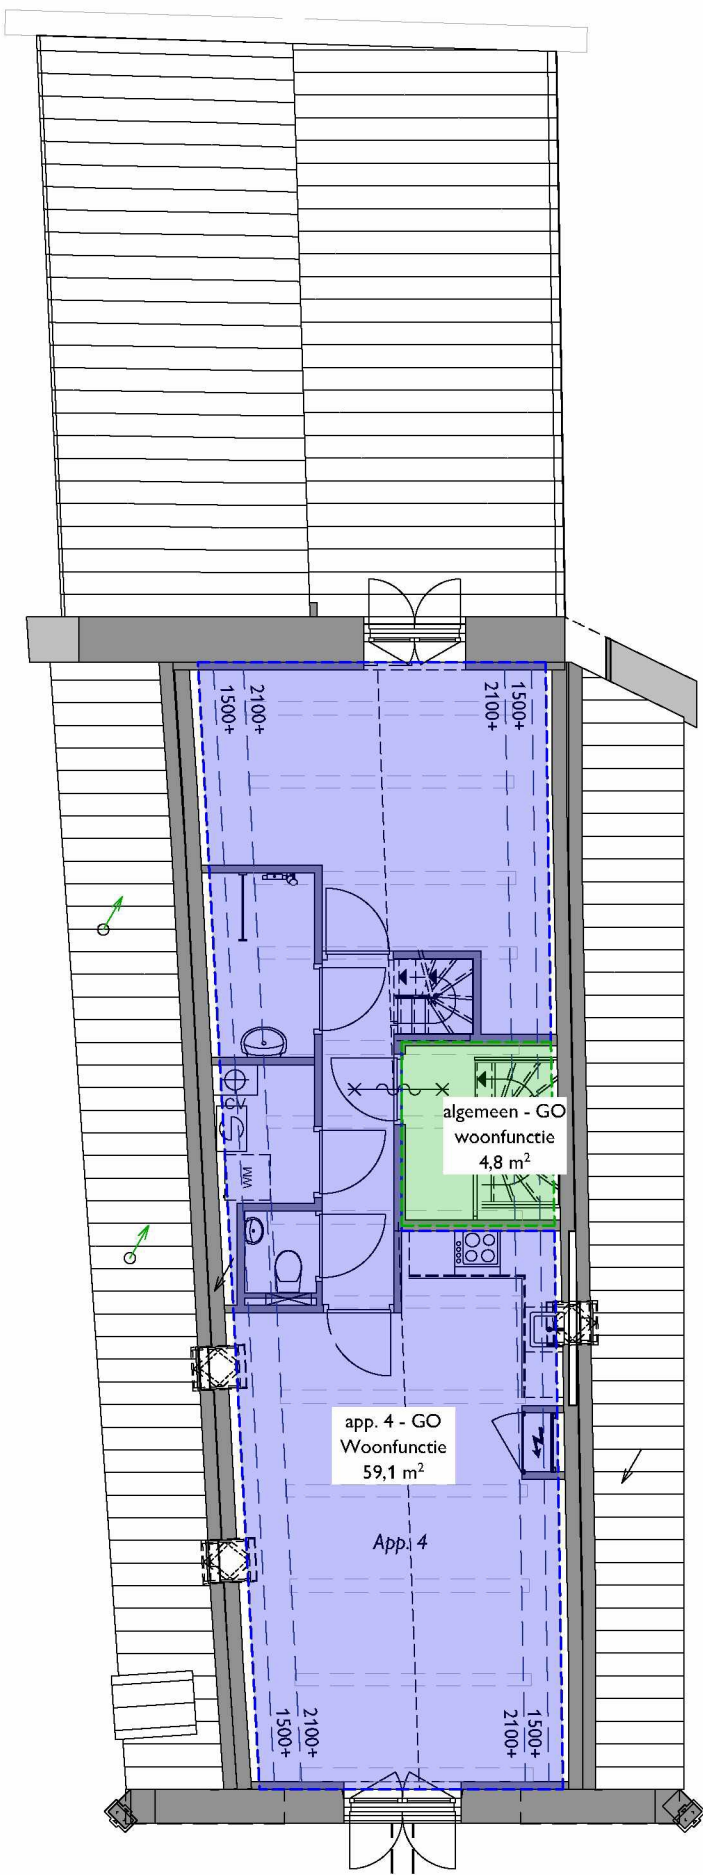 1500+
2100+
2100+
1500+
CV
WM
algemeen - GO
woonfunctie
4,8 m²
app. 4 - GO
Woonfunctie
59,1 m²
App. 4
1500+
2100+
2100+
1500+